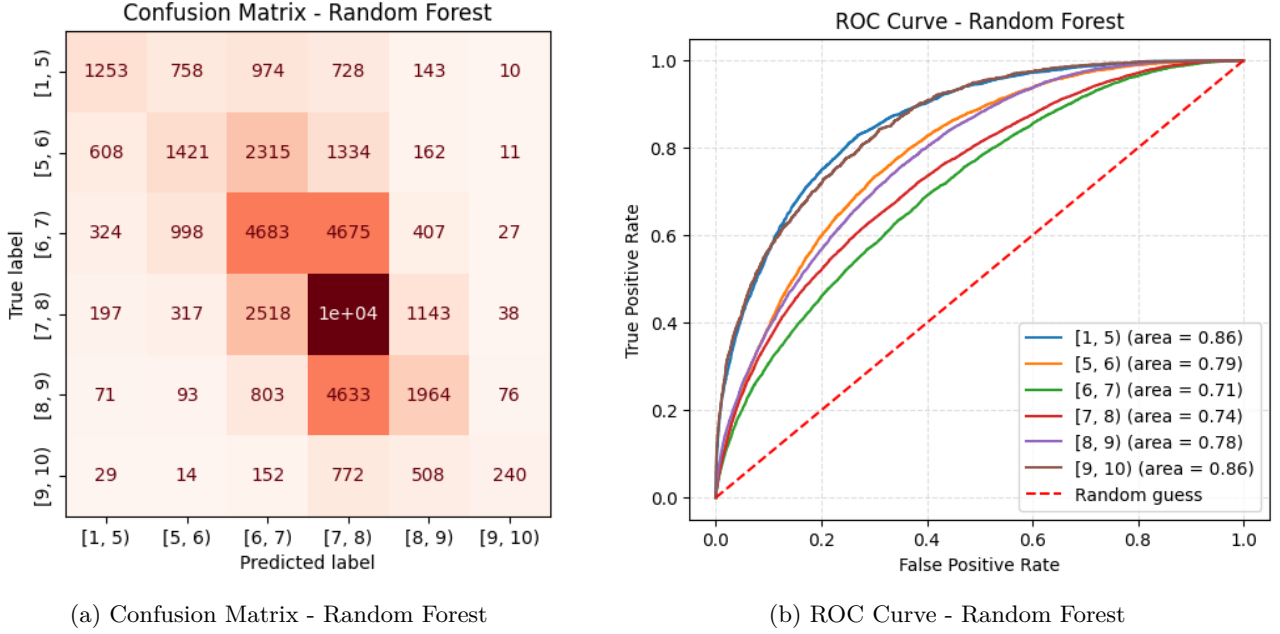 Confusion Matrix - Random Forest
True label
[1, 5) 1253 758 974 728 143 10
[5, 6) 608 1421 2315 1334 162 11
[6, 7) 324 998 4683 4675 407 27
[7, 8) 197 317 2518 1e+04 1143 38
[8, 9) 71 93 803 4633 1964 76
[9, 10) 29 14 152 772 508 240
[1, 5) [5, 6) [6, 7) [7, 8) [8, 9) [9, 10)
Predicted label
(a) Confusion Matrix - Random Forest
ROC Curve - Random Forest
True Positive Rate
1.0
0.8
0.6
0.4
0.2
0.0
[1, 5) (area = 0.86)
[5, 6) (area = 0.79)
[6, 7) (area = 0.71)
[7, 8) (area = 0.74)
[8, 9) (area = 0.78)
[9, 10) (area = 0.86)
Random guess
0.0 0.2 0.4 0.6 0.8 1.0
False Positive Rate
(b) ROC Curve - Random Forest